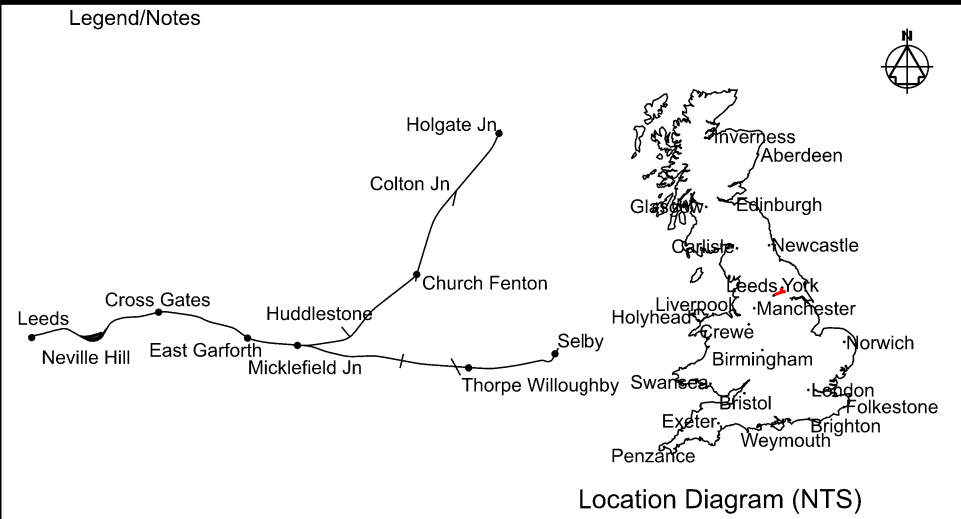 Legend/Notes
N
Holgate Jn
Colton Jn
Church Fenton
Huddlestone
Cross Gates
Leeds
Neville Hill
East Garforth
Micklefield Jn
Selby
Thorpe Willoughby
Inverness
Aberdeen
Glasgow
Edinburgh
Carlisle
Newcastle
Leeds York
Liverpool
Manchester
Holyhead
Crewe
Norwich
Birmingham
Swansea
London
Bristol
Folkestone
Exeter
Brighton
Weymouth
Penzance
Location Diagram (NTS)